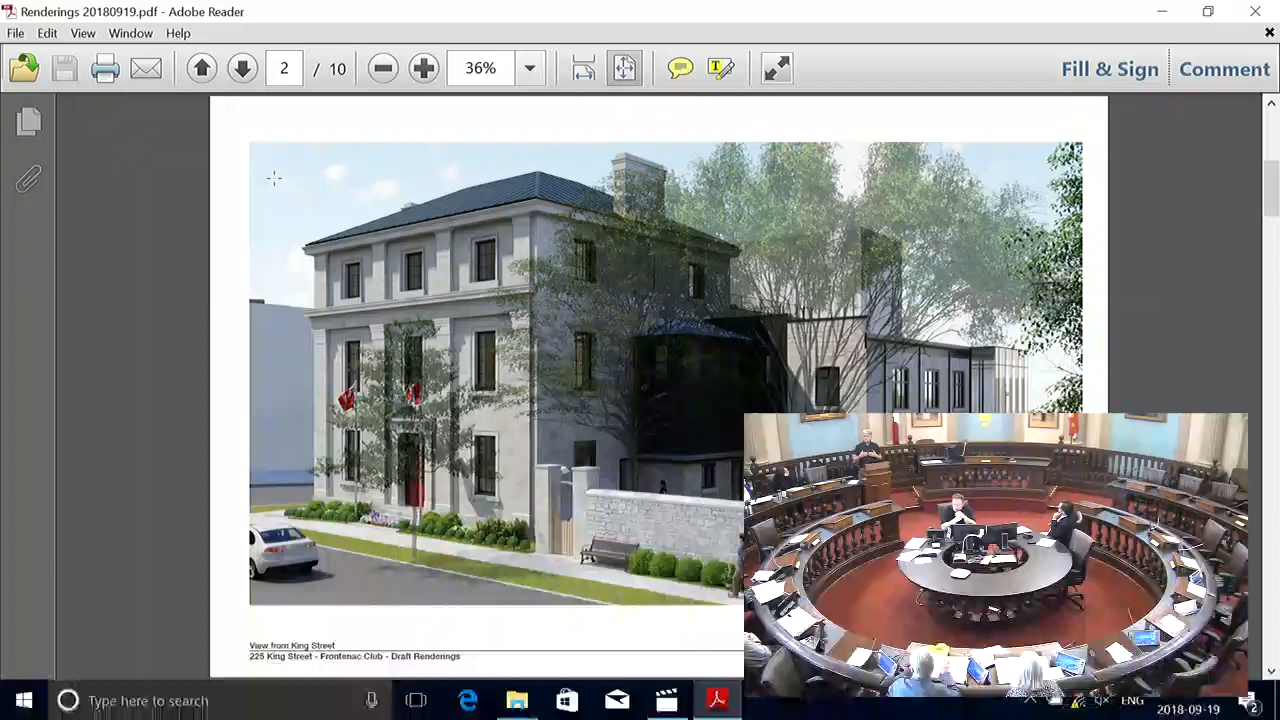 Renderings 20180919.pdf - Adobe Reader
File Edit View Window Help
2 / 10 36% Fill & Sign Comment
View from King Street
225 King Street - Frontenac Club - Draft Renderings
Type here to search
ENG
2018-09-19
2